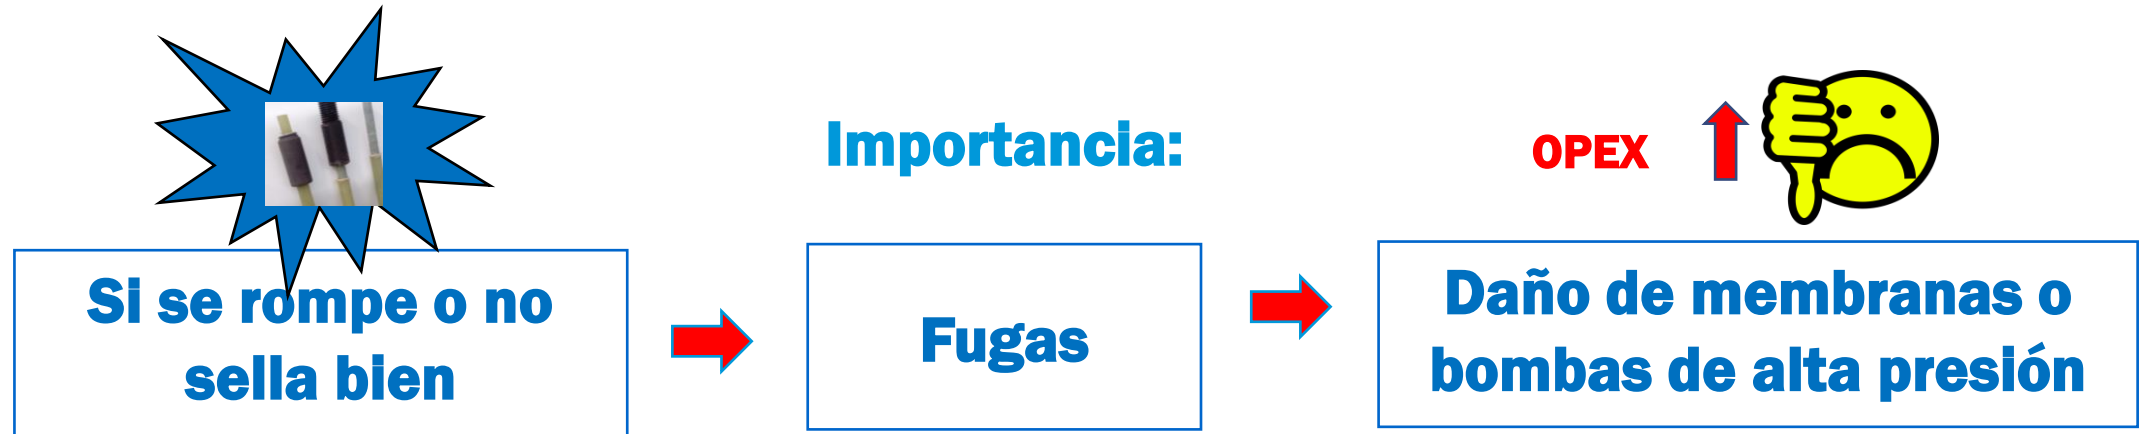 Importancia:
OPEX
Si se rompe o no
sella bien
Fugas
Daño de membranas o
bombas de alta presión